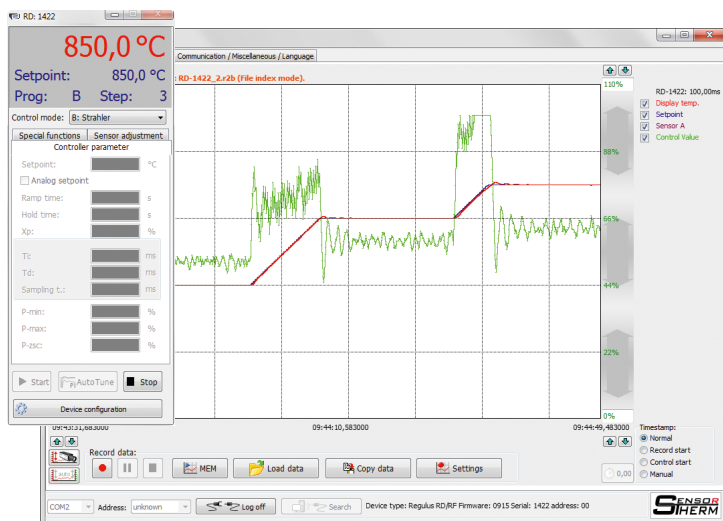 RD: 1422
850,0 °C
Setpoint: 850,0 °C
Prog: B Step: 3
Control mode: B: Strahler
Special functions Sensor adjustment
Controller parameter
Setpoint: °C
Analog setpoint
Ramp time: s
Hold time: s
Xp: %
Ti: ms
Td: ms
Sampling t.: ms
P-min: %
P-max: %
P-zsc: %
Start PI AutoTune Stop
Device configuration
Communication / Miscellaneous / Language
: RD-1422_2.r2b (File index mode).
110%
88%
66%
44%
22%
0%
RD-1422: 100,00ms
Display temp.
Setpoint
Sensor A
Control Value
09:43:31,683000 09:44:10,583000 09:44:49,483000
Timestamp:
Normal
Record start
Control start
Manual
0,00
Record data:
auto
MEM Load data Copy data Settings
COM2 Address: unknown Log off Search Device type: Regulus RD/RF Firmware: 0915 Serial: 1422 address: 00
SENSOR
THERM